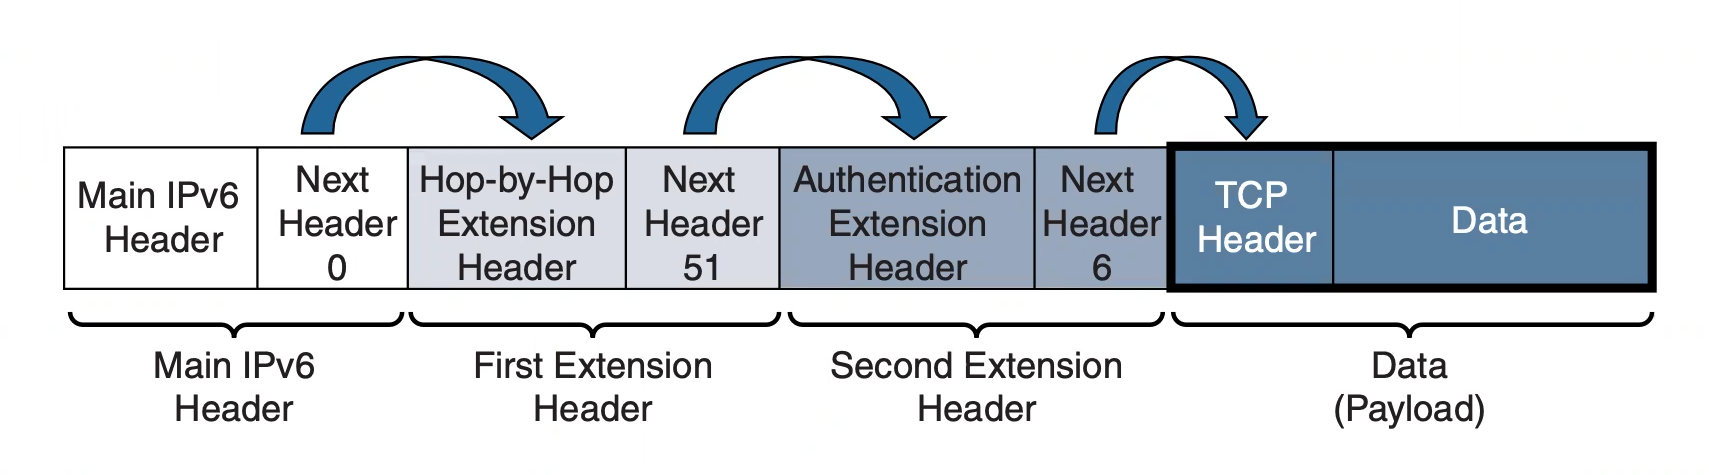 Main IPv6
Header
Next
Header
0
Hop-by-Hop
Extension
Header
Next
Header
51
Authentication
Extension
Header
Next
Header
6
TCP
Header
Data
Main IPv6
Header
First Extension
Header
Second Extension
Header
Data
(Payload)